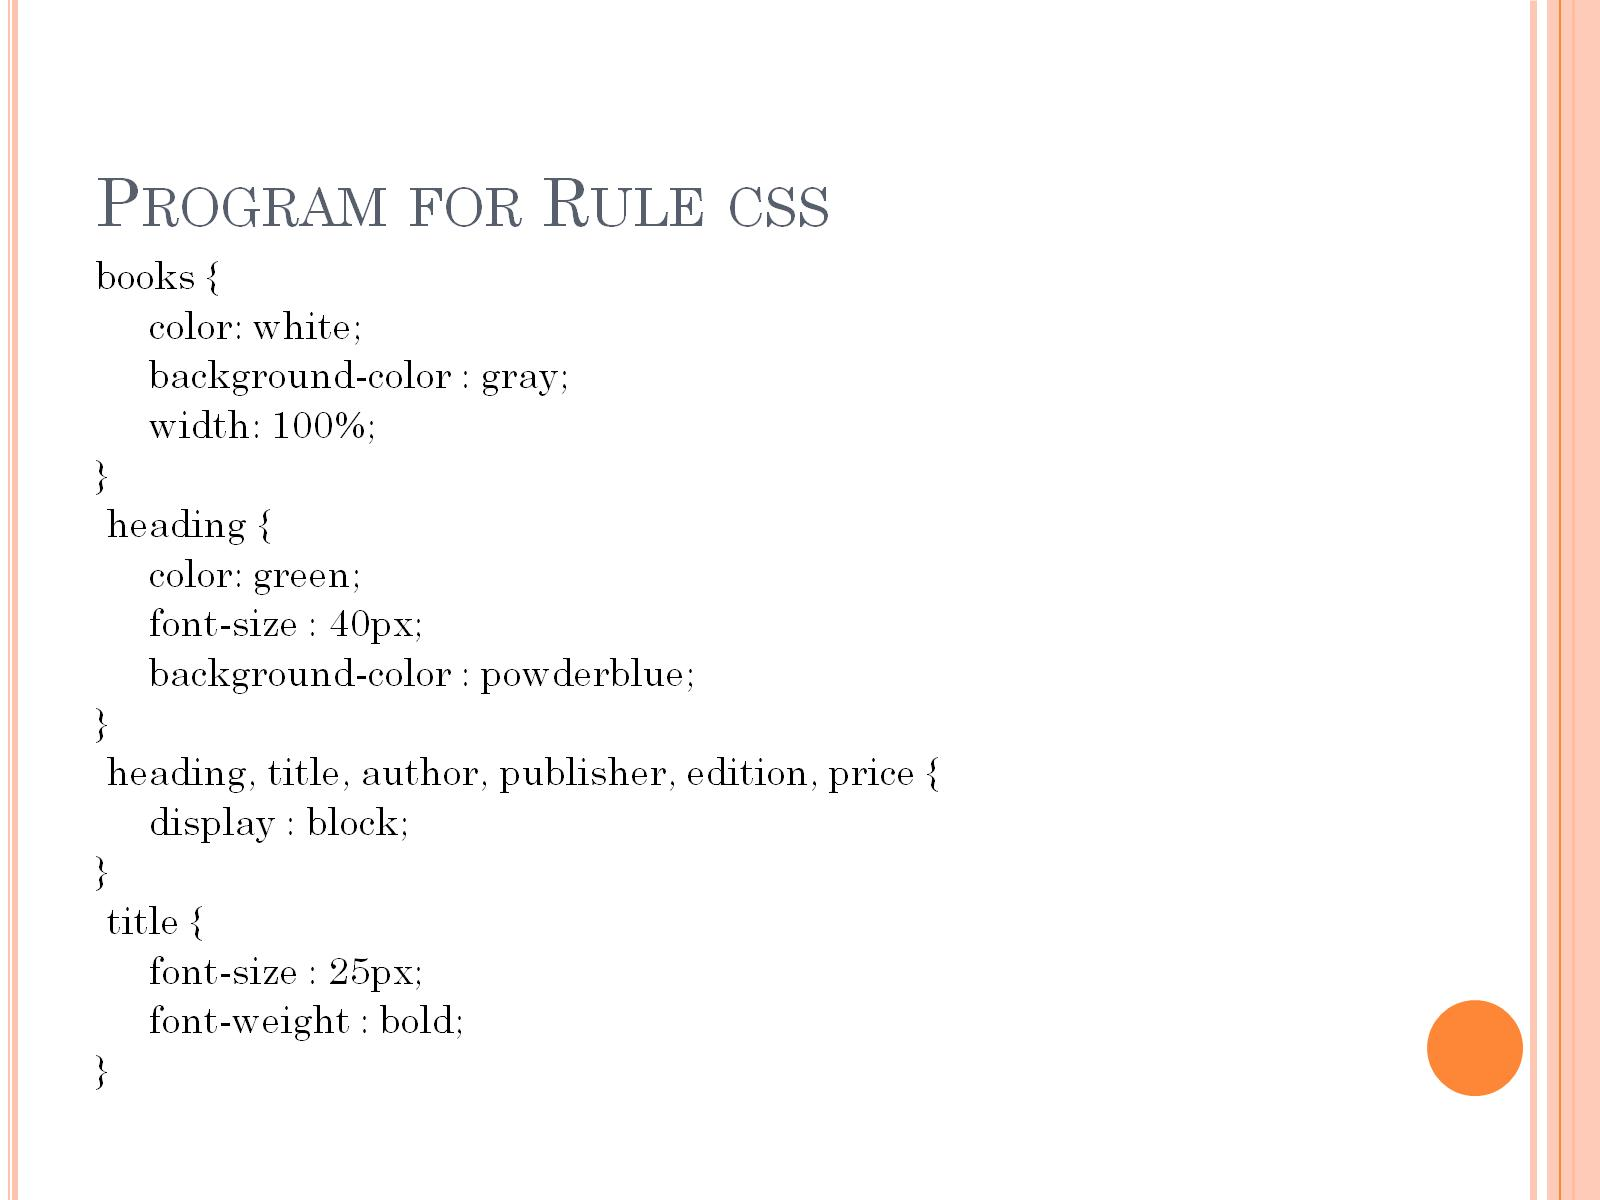 Program for Rule css
books {
color: white;
background-color : gray;
width: 100%;
}
heading {
color: green;
font-size : 40px;
background-color : powderblue;
}
heading, title, author, publisher, edition, price {
display : block;
}
title {
font-size : 25px;
font-weight : bold;
}